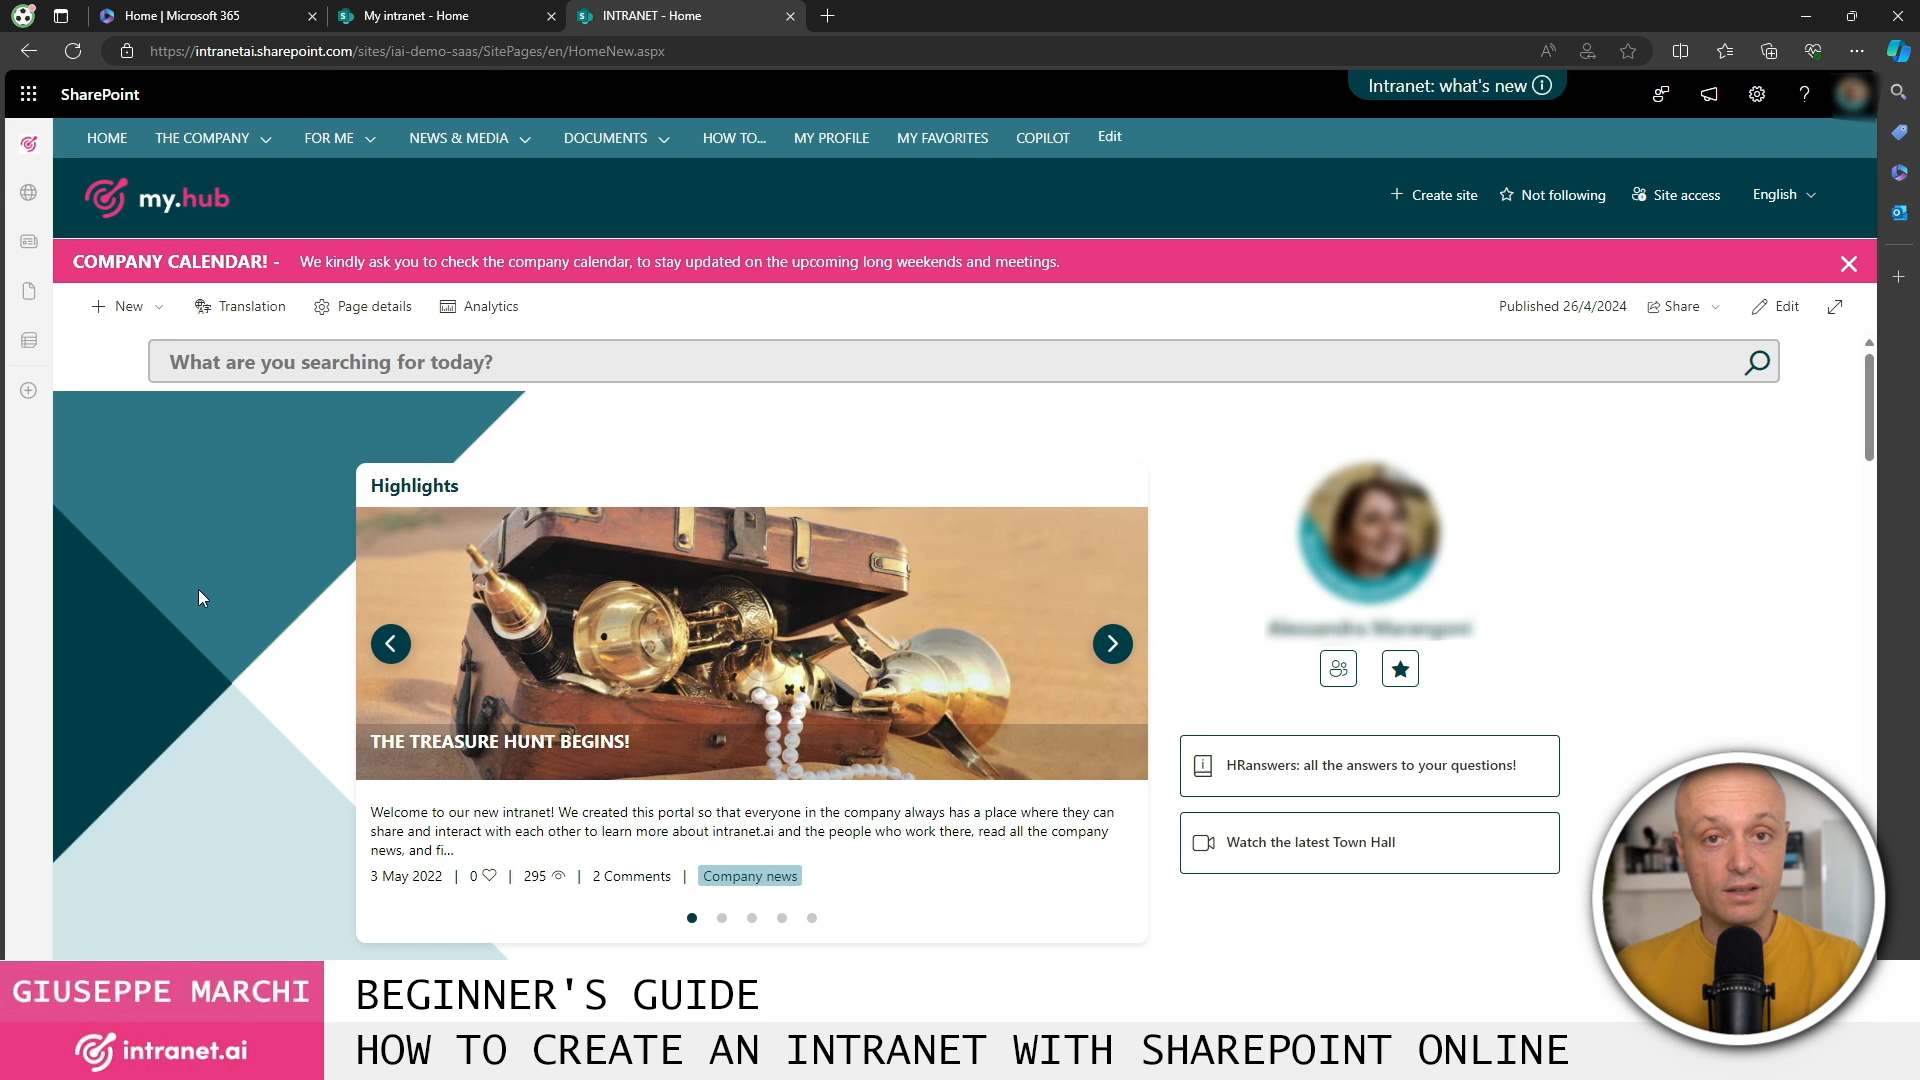 Home | Microsoft 365
My intranet - Home
INTRANET - Home
https://intranetai.sharepoint.com/sites/iai-demo-saas/SitePages/en/HomeNew.aspx
SharePoint
Intranet: what's new
HOME THE COMPANY FOR ME NEWS & MEDIA DOCUMENTS HOW TO... MY PROFILE MY FAVORITES COPILOT Edit
my.hub
Create site Not following Site access English
COMPANY CALENDAR! - We kindly ask you to check the company calendar, to stay updated on the upcoming long weekends and meetings.
New Translation Page details Analytics
Published 26/4/2024 Share Edit
What are you searching for today?
Highlights
THE TREASURE HUNT BEGINS!
Welcome to our new intranet! We created this portal so that everyone in the company always has a place where they can
share and interact with each other to learn more about intranet.ai and the people who work there, read all the company
news, and fi...
3 May 2022 | 0 | 295 | 2 Comments | Company news
HRanswers: all the answers to your questions!
Watch the latest Town Hall
GIUSEPPE MARCHI
intranet.ai
BEGINNER'S GUIDE
HOW TO CREATE AN INTRANET WITH SHAREPOINT ONLINE